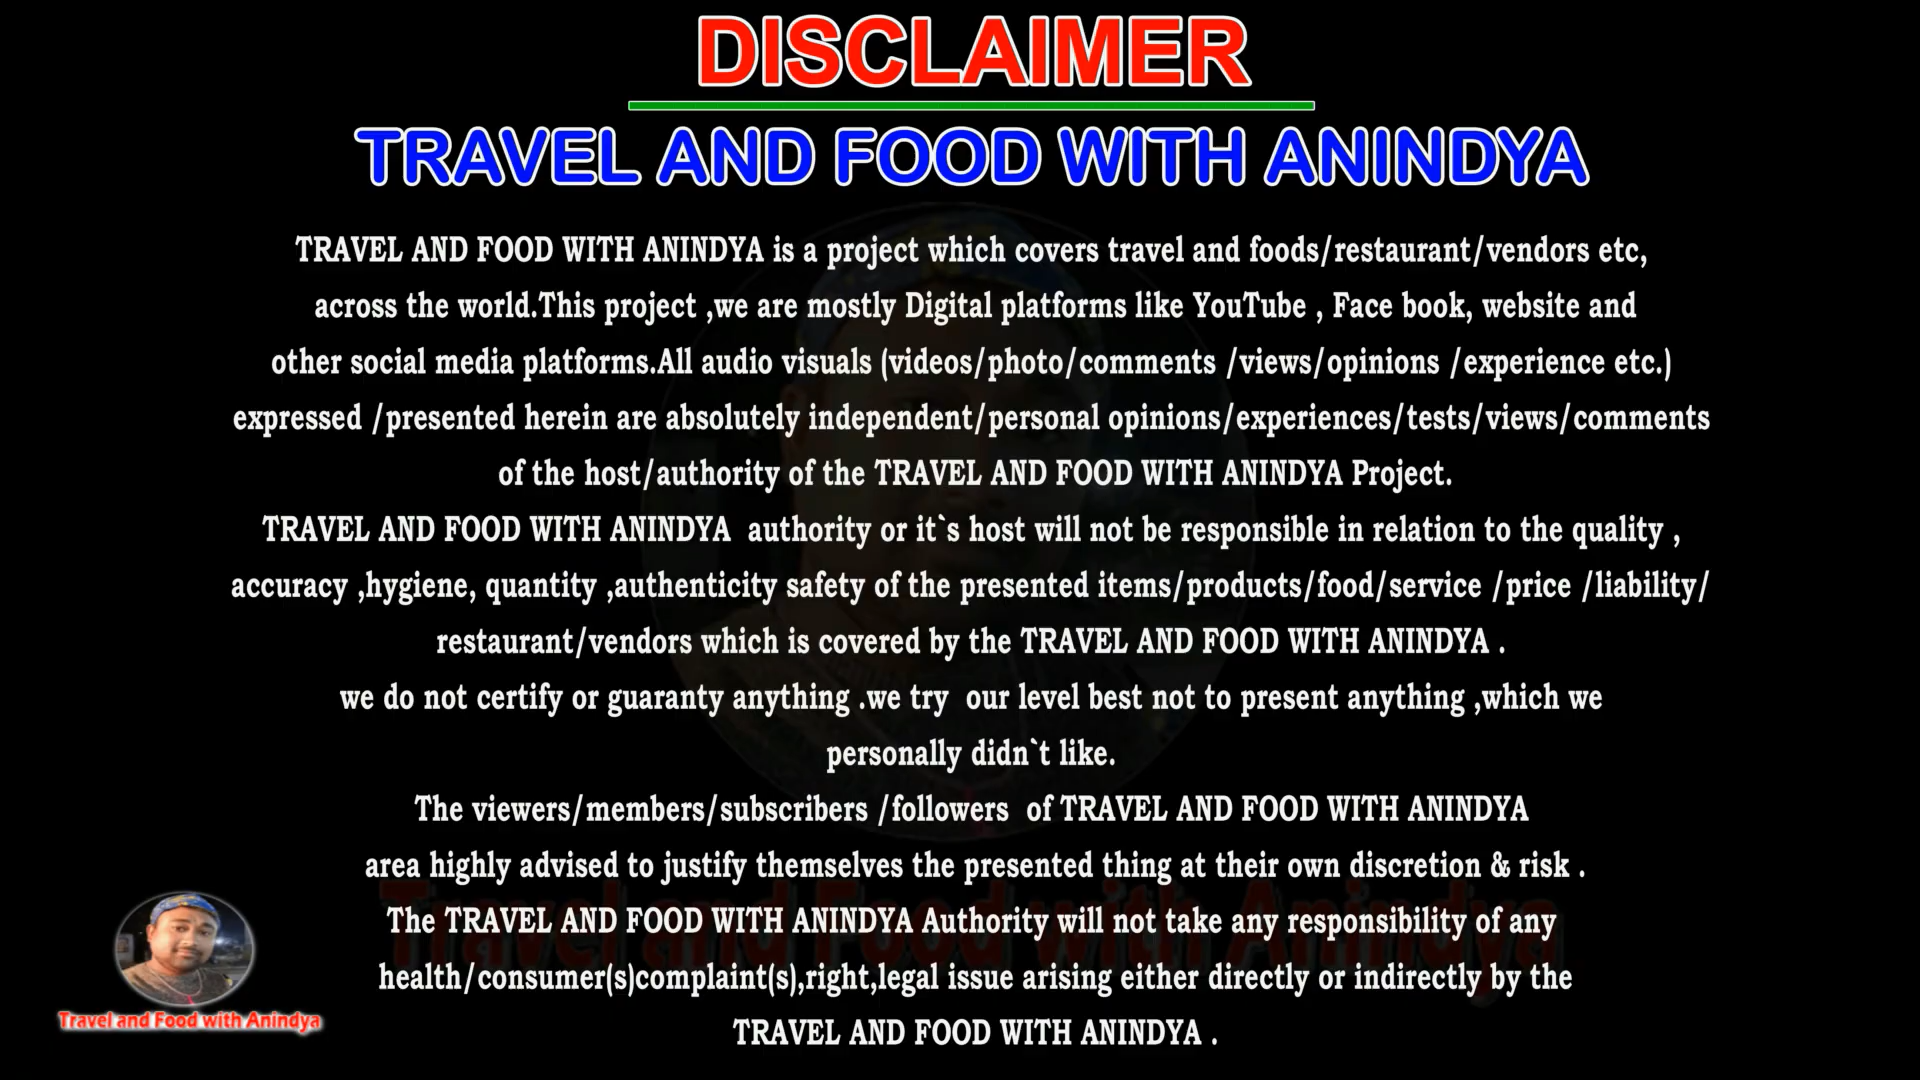 DISCLAIMER
TRAVEL AND FOOD WITH ANINDYA
TRAVEL AND FOOD WITH ANINDYA is a project which covers travel and foods/restaurant/vendors etc,
across the world.This project ,we are mostly Digital platforms like YouTube , Face book, website and
other social media platforms.All audio visuals (videos/photo/comments /views/opinions /experience etc.)
expressed /presented herein are absolutely independent/personal opinions/experiences/tests/views/comments
of the host/authority of the TRAVEL AND FOOD WITH ANINDYA Project.
TRAVEL AND FOOD WITH ANINDYA  authority or it`s host will not be responsible in relation to the quality ,
accuracy ,hygiene, quantity ,authenticity safety of the presented items/products/food/service /price /liability/
restaurant/vendors which is covered by the TRAVEL AND FOOD WITH ANINDYA .
we do not certify or guaranty anything .we try  our level best not to present anything ,which we
personally didn`t like.
The viewers/members/subscribers /followers  of TRAVEL AND FOOD WITH ANINDYA
area highly advised to justify themselves the presented thing at their own discretion & risk .
The TRAVEL AND FOOD WITH ANINDYA Authority will not take any responsibility of any
health/consumer(s)complaint(s),right,legal issue arising either directly or indirectly by the
TRAVEL AND FOOD WITH ANINDYA .
Travel and Food with Anindya
Travel and Food with Anindya